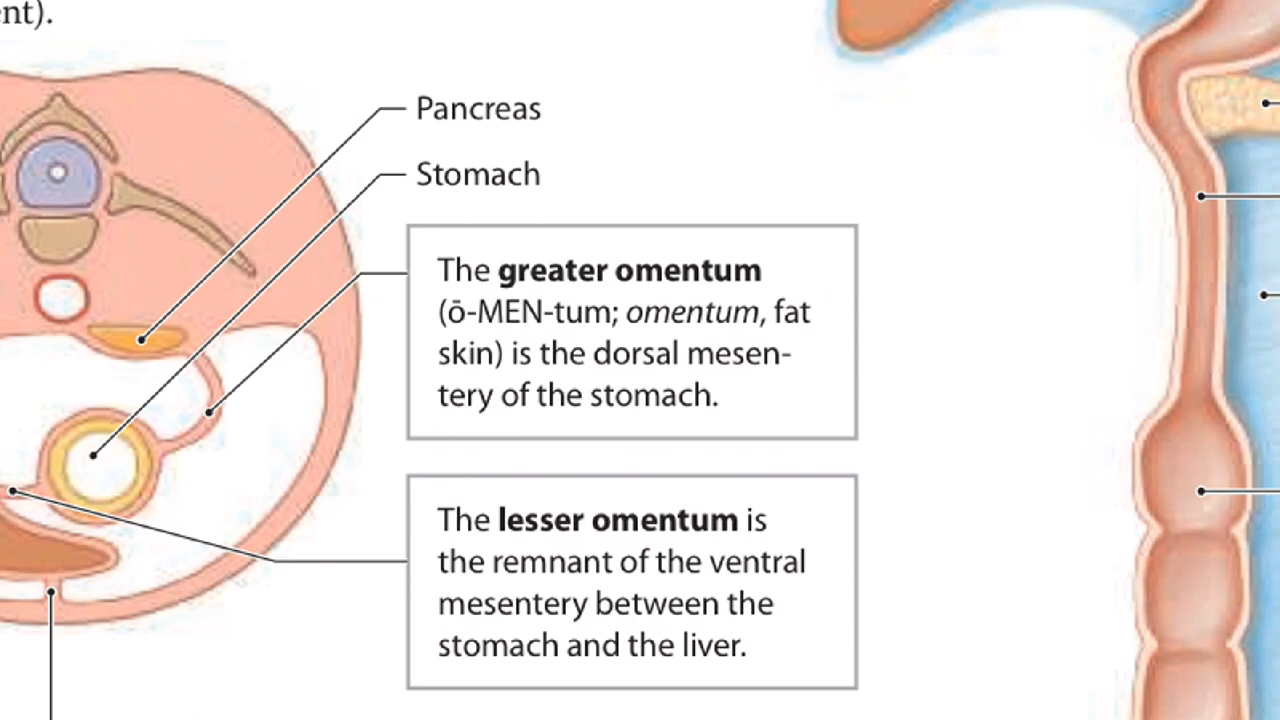 ent).
Pancreas
Stomach
The greater omentum
(ō-MEN-tum; omentum, fat
skin) is the dorsal mesen-
tery of the stomach.
The lesser omentum is
the remnant of the ventral
mesentery between the
stomach and the liver.